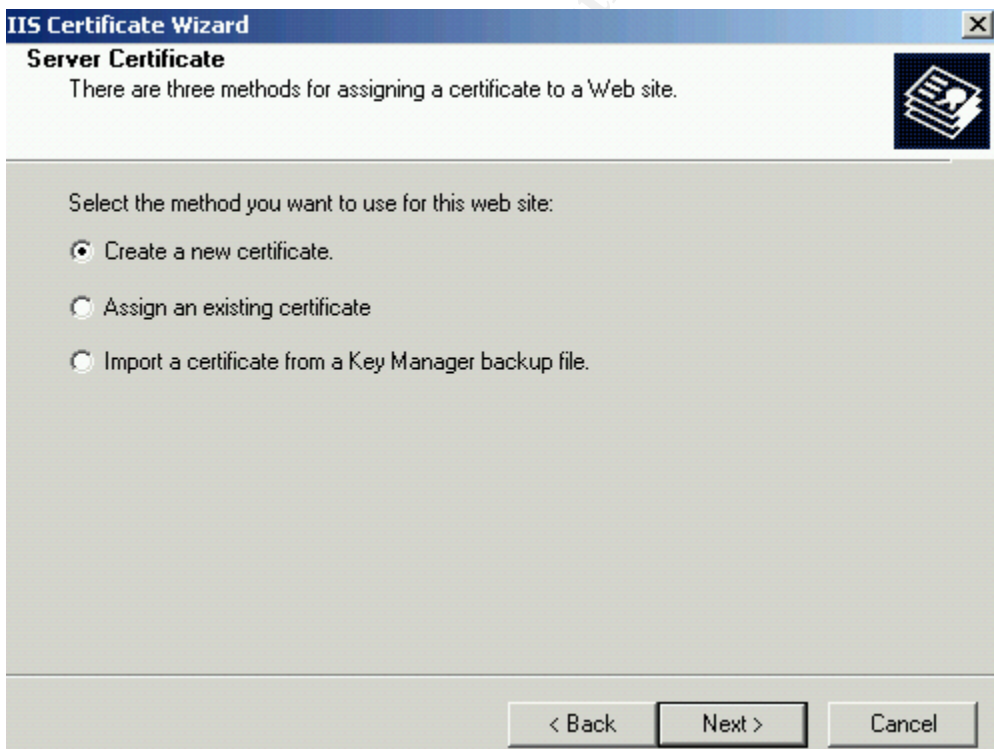 IIS Certificate Wizard
Server Certificate
There are three methods for assigning a certificate to a Web site.
Select the method you want to use for this web site:
Create a new certificate.
Assign an existing certificate
Import a certificate from a Key Manager backup file.
< Back
Next >
Cancel